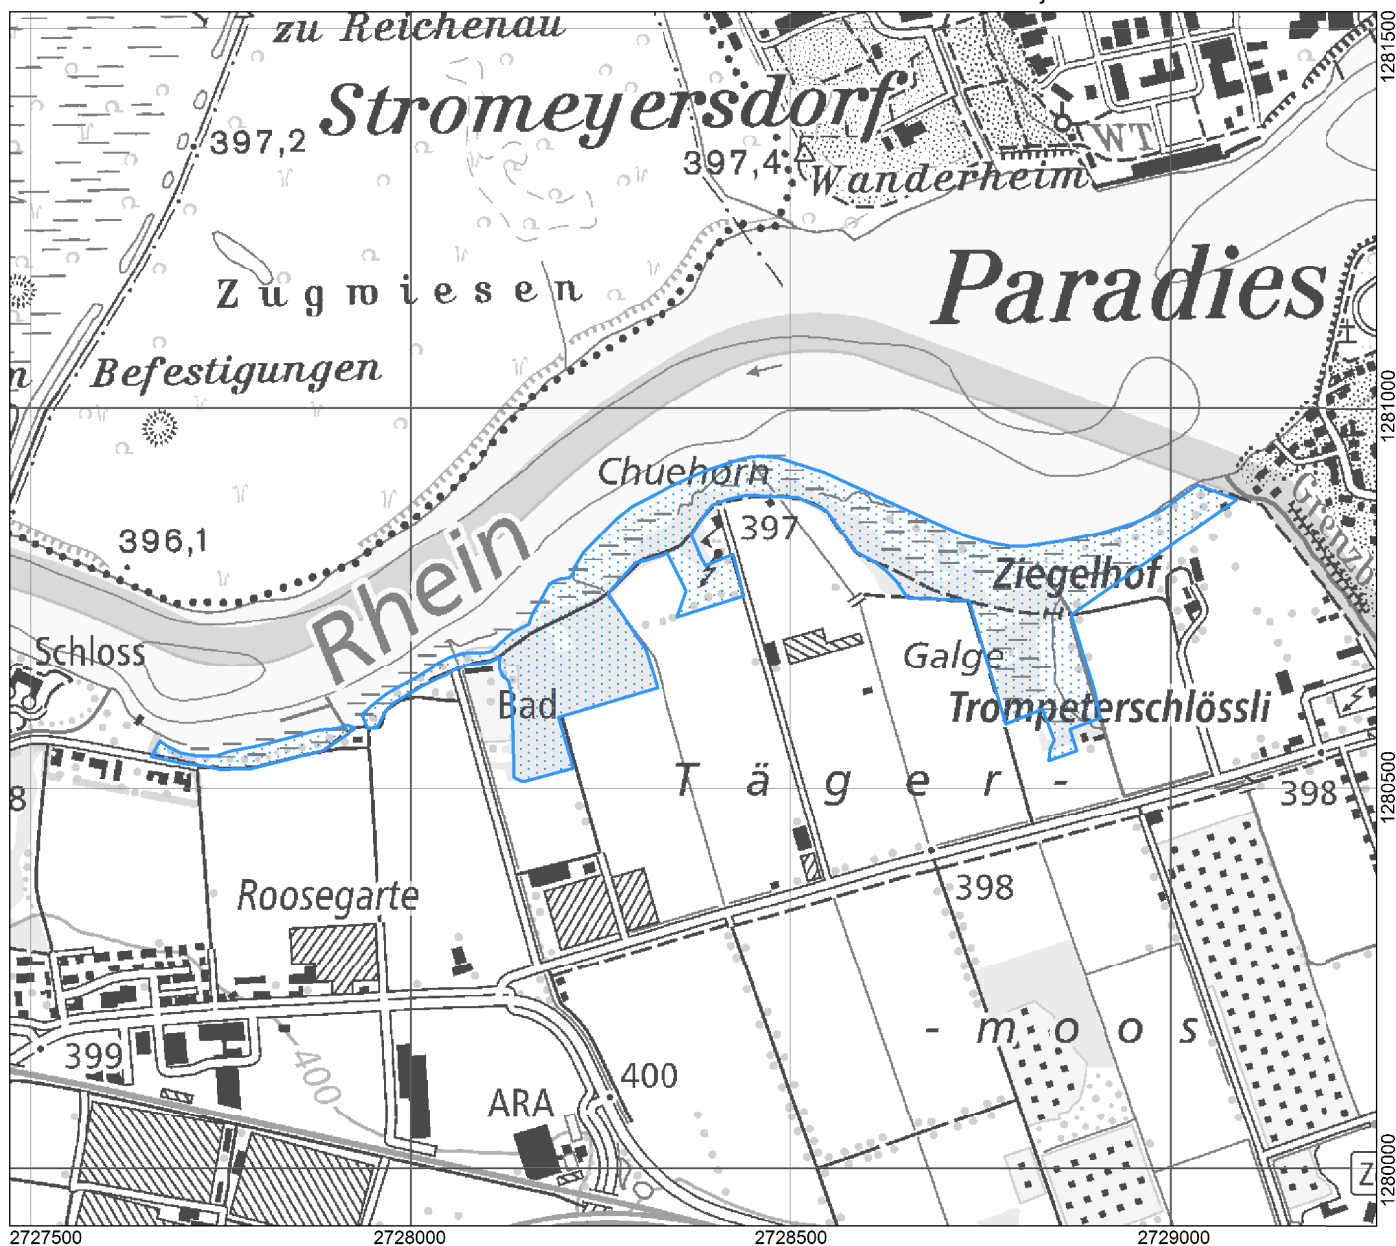 zu Reichenau
Stromeyersdorf
397,2
397,4
WT
Wanderheim
Zugwiesen
Paradies
Befestigungen
n
Chuehorn
397
396,1
Rhein
Grenzb
Ziegelhof
Schloss
Galge
Bad
Trompeterschlössli
Täger-
8
398
Roosegarte
398
-moos
399
400
400
ARA
Z
1281500
1281000
1280500
1280000
2727500
2728000
2728500
2729000